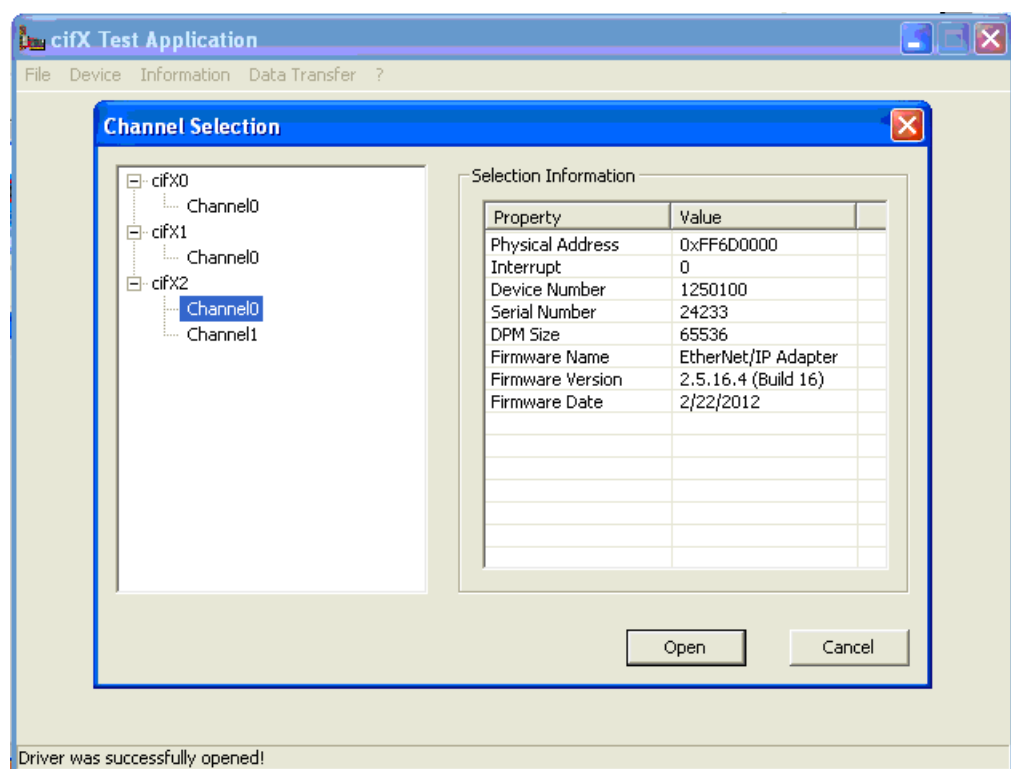 cifX Test Application
File Device Information Data Transfer ?
Channel Selection
cifX0
Channel0
cifX1
Channel0
cifX2
Channel0
Channel1
Selection Information
Property Value
Physical Address 0xFF6D0000
Interrupt 0
Device Number 1250100
Serial Number 24233
DPM Size 65536
Firmware Name EtherNet/IP Adapter
Firmware Version 2.5.16.4 (Build 16)
Firmware Date 2/22/2012
Open Cancel
Driver was successfully opened!